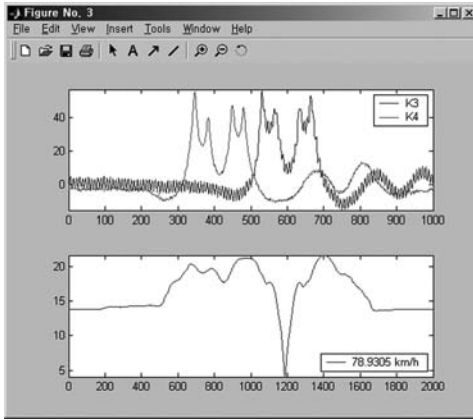 Figure No. 3
File Edit View Insert Tools Window Help
A
K3
K4
40
20
0
0 100 200 300 400 500 600 700 800 900 1000
20
15
10
5
78.9305 km/h
0 200 400 600 800 1000 1200 1400 1600 1800 2000